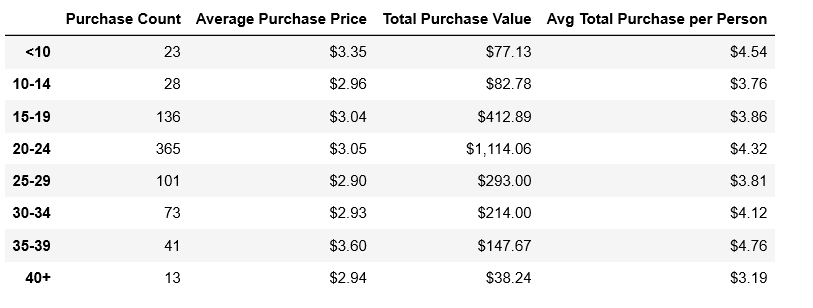 Purchase Count Average Purchase Price Total Purchase Value Avg Total Purchase per Person
<10 23 $3.35 $77.13 $4.54
10-14 28 $2.96 $82.78 $3.76
15-19 136 $3.04 $412.89 $3.86
20-24 365 $3.05 $1,114.06 $4.32
25-29 101 $2.90 $293.00 $3.81
30-34 73 $2.93 $214.00 $4.12
35-39 41 $3.60 $147.67 $4.76
40+ 13 $2.94 $38.24 $3.19